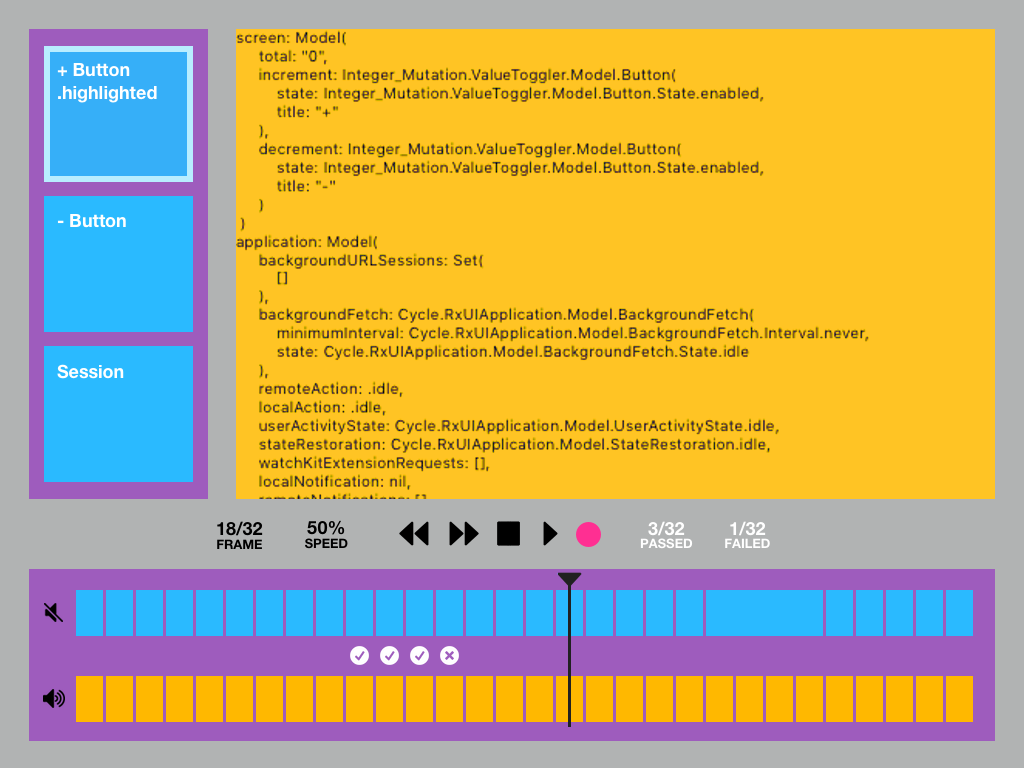 + Button
.highlighted
- Button
Session
screen: Model(
total: "0",
increment: Integer_Mutation.ValueToggler.Model.Button(
state: Integer_Mutation.ValueToggler.Model.Button.State.enabled,
title: "+"
),
decrement: Integer_Mutation.ValueToggler.Model.Button(
state: Integer_Mutation.ValueToggler.Model.Button.State.enabled,
title: "-"
)
)
application: Model(
backgroundURLSessions: Set(
[]
),
backgroundFetch: Cycle.RxUIApplication.Model.BackgroundFetch(
minimumInterval: Cycle.RxUIApplication.Model.BackgroundFetch.Interval.never,
state: Cycle.RxUIApplication.Model.BackgroundFetch.State.idle
),
remoteAction: .idle,
localAction: .idle,
userActivityState: Cycle.RxUIApplication.Model.UserActivityState.idle,
stateRestoration: Cycle.RxUIApplication.Model.StateRestoration.idle,
watchKitExtensionRequests: [],
localNotification: nil,
remoteNotifications: []
18/32
FRAME
50%
SPEED
3/32
PASSED
1/32
FAILED